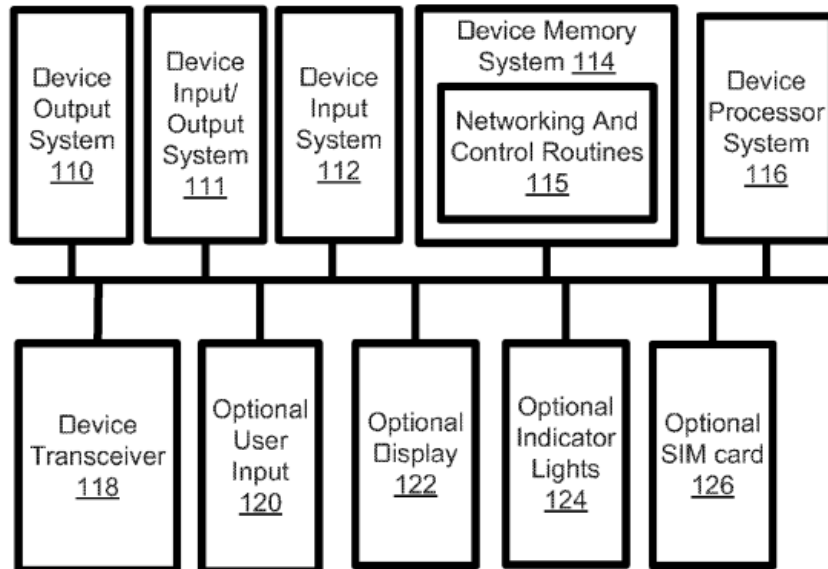 Device
Output
System
110
Device
Input/
Output
System
111
Device
Input
System
112
Device Memory
System 114
Networking And
Control Routines
115
Device
Processor
System
116
Device
Transceiver
118
Optional
User
Input
120
Optional
Display
122
Optional
Indicator
Lights
124
Optional
SIM card
126